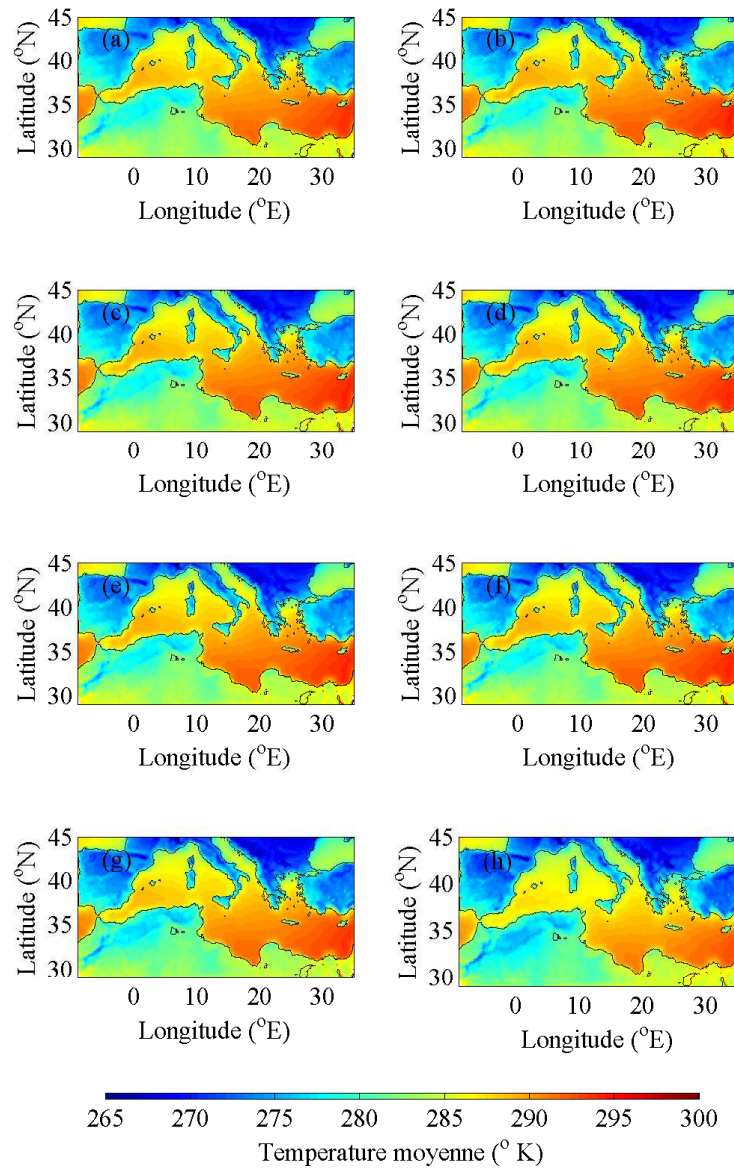 45 (a) 45 (b)
40 40
35 35
30 30
Latitude (°N) Latitude (°N)
0 10 20 30 0 10 20 30
Longitude (°E) Longitude (°E)
45 (c) 45 (d)
40 40
35 35
30 30
Latitude (°N) Latitude (°N)
0 10 20 30 0 10 20 30
Longitude (°E) Longitude (°E)
45 (e) 45 (f)
40 40
35 35
30 30
Latitude (°N) Latitude (°N)
0 10 20 30 0 10 20 30
Longitude (°E) Longitude (°E)
45 (g) 45 (h)
40 40
35 35
30 30
Latitude (°N) Latitude (°N)
0 10 20 30 0 10 20 30
Longitude (°E) Longitude (°E)
265 270 275 280 285 290 295 300
Temperature moyenne (° K)